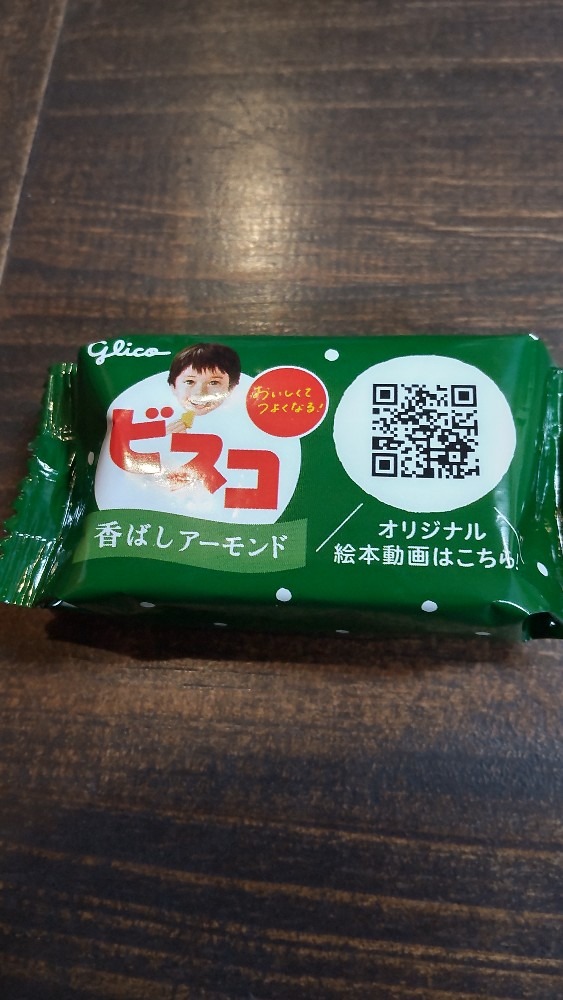 glico
おいしくて
つよくなる!
ビスコ
香ばしアーモンド
オリジナル
絵本動画はこちら